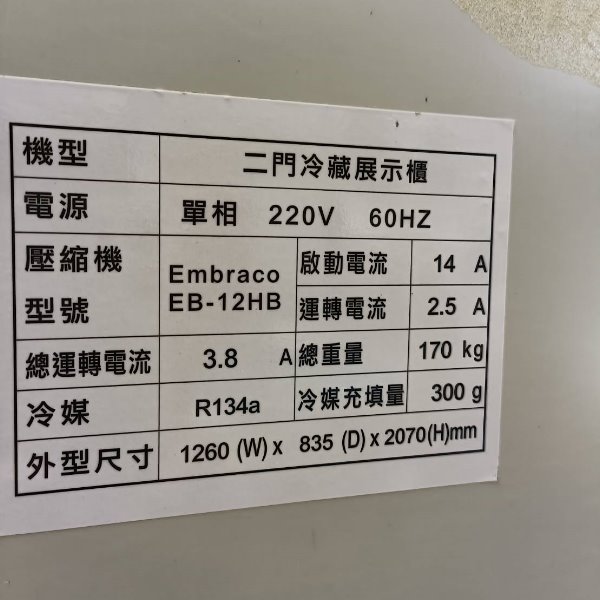 機型 二門冷藏展示櫃
電源 單相 220V 60HZ
壓縮機 Embraco 啟動電流 14 A
型號 EB-12HB 運轉電流 2.5 A
總運轉電流 3.8 A 總重量 170 kg
冷媒 R134a 冷媒充填量 300 g
外型尺寸 1260 (W) x 835 (D) x 2070(H)mm